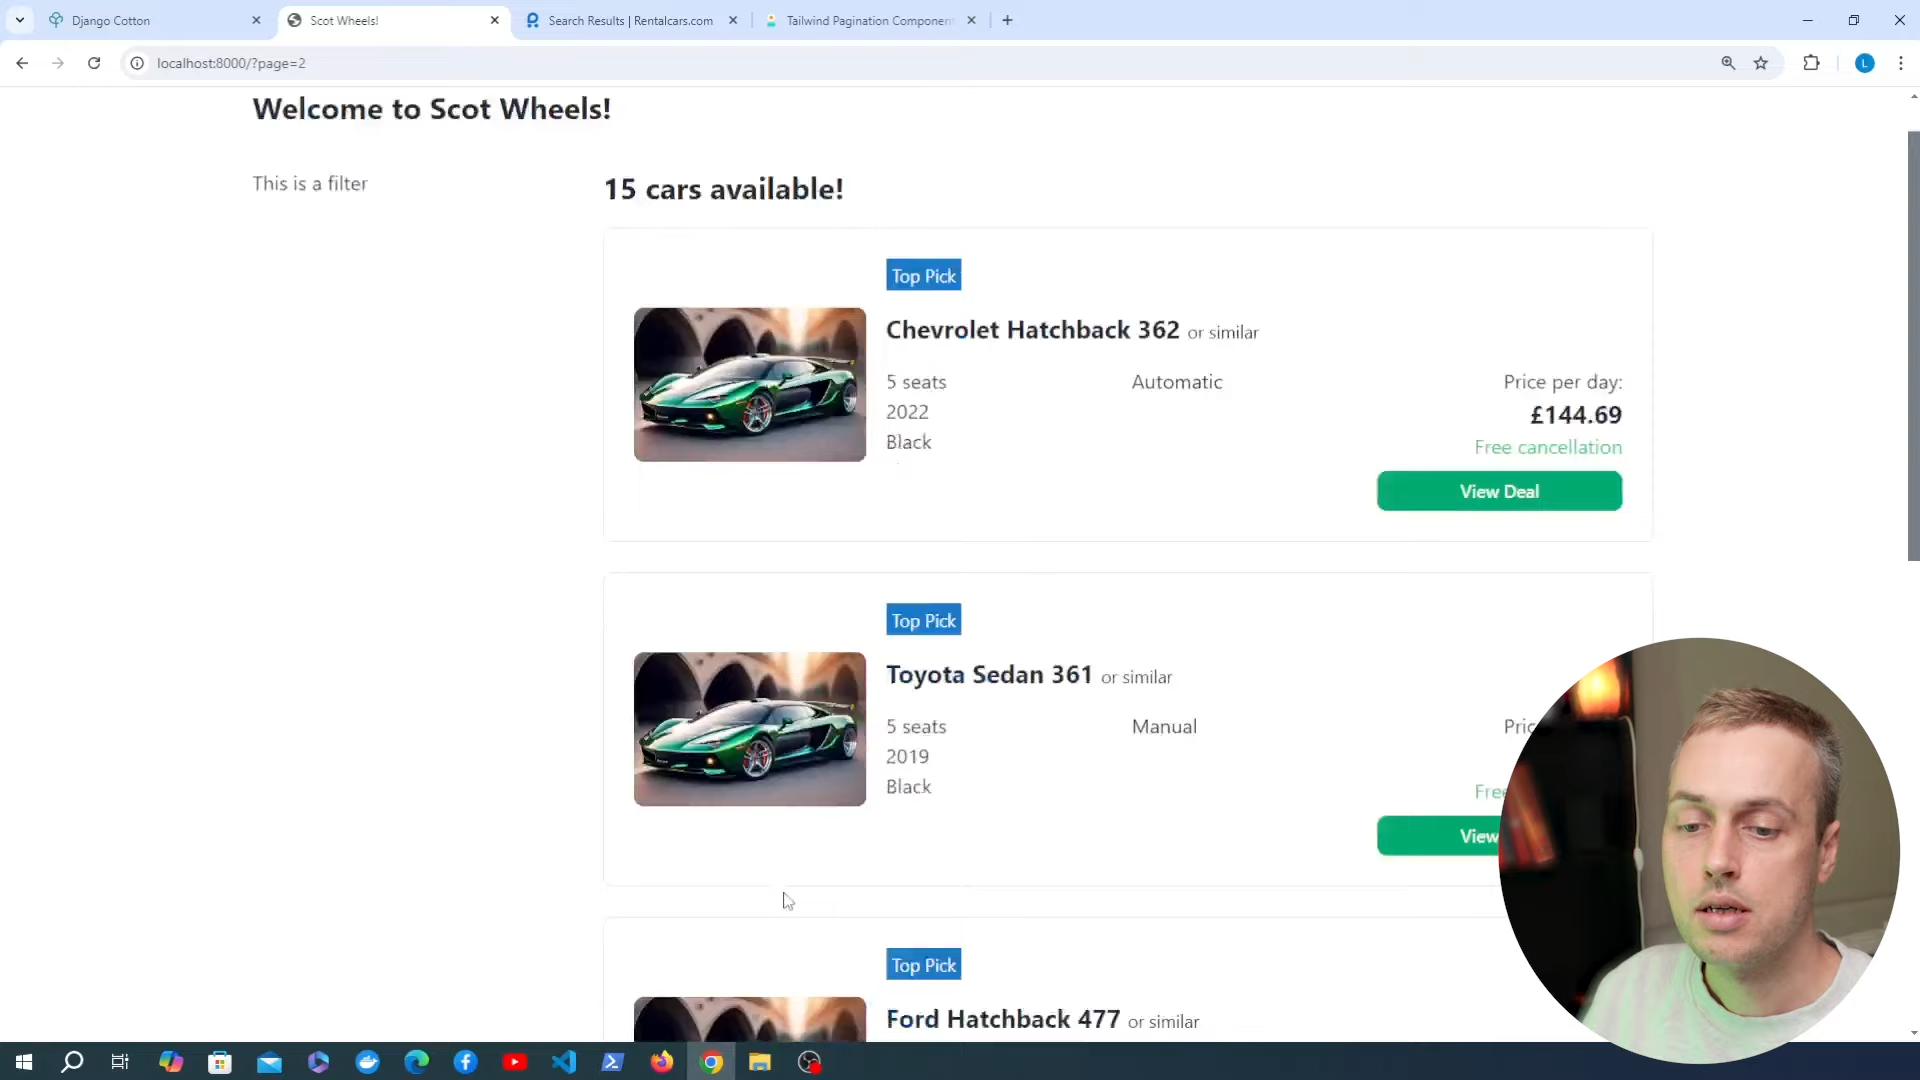 Django Cotton
Scot Wheels!
Search Results | Rentalcars.com
Tailwind Pagination Component
localhost:8000/?page=2
L
Welcome to Scot Wheels!
This is a filter
15 cars available!
Top Pick
Chevrolet Hatchback 362 or similar
5 seats
Automatic
Price per day:
2022
£144.69
Black
Free cancellation
View Deal
Top Pick
Toyota Sedan 361 or similar
5 seats
Manual
Pric
2019
Black
Free
View
Top Pick
Ford Hatchback 477 or similar